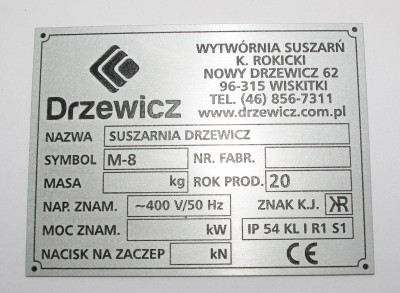 WYTWÓRNIA SUSZARŃ
K. ROKICKI
NOWY DRZEWICZ 62
96-315 WISKITKI
TEL. (46) 856-7311
www.drzewicz.com.pl
Drzewicz
NAZWA SUSZARNIA DRZEWICZ
SYMBOL M-8 NR. FABR.
MASA kg ROK PROD. 20
NAP. ZNAM. ~400 V/50 Hz ZNAK K.J. KR
MOC ZNAM. kW IP 54 KL I R1 S1
NACISK NA ZACZEP kN CE